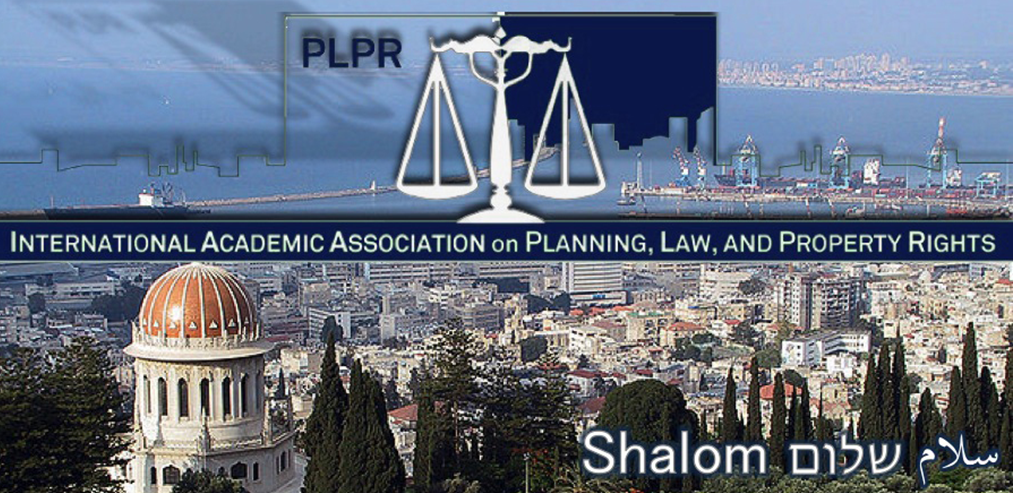 PLPR
INTERNATIONAL ACADEMIC ASSOCIATION ON PLANNING, LAW, AND PROPERTY RIGHTS
Shalom שלום سلام